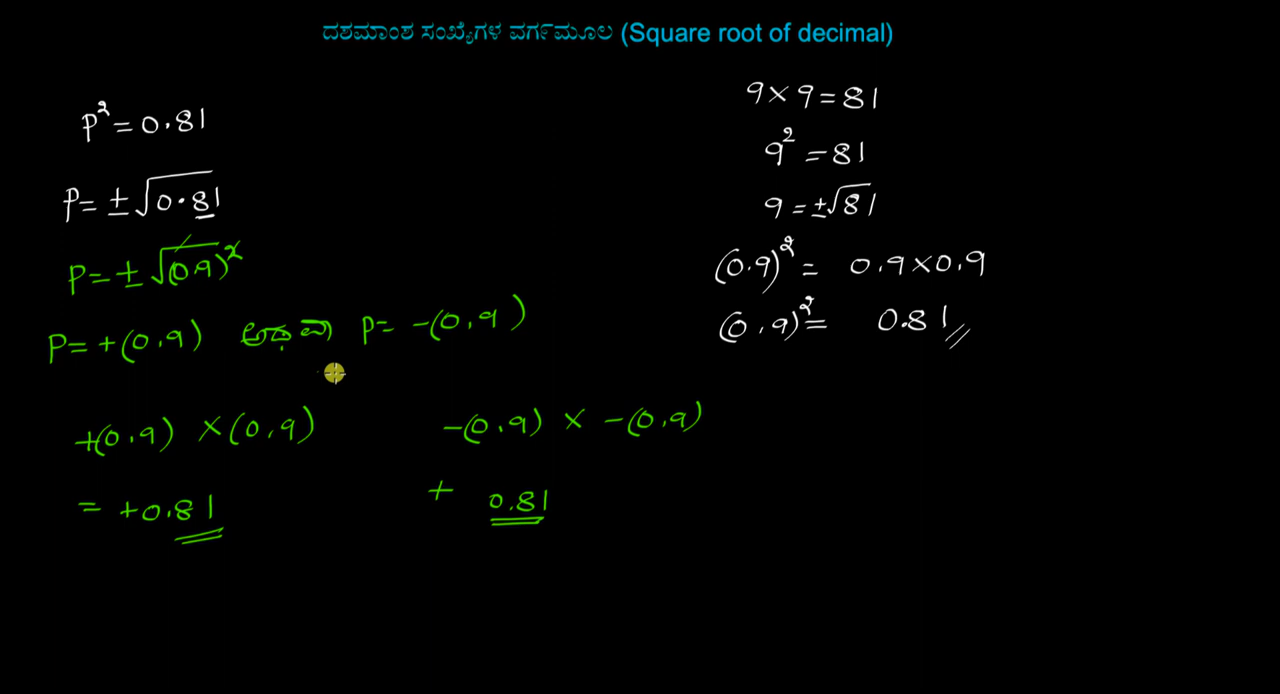 ದಶಮಾಂಶ ಸಂಖ್ಯೆಗಳ ವರ್ಗಮೂಲ (Square root of decimal)
p² = 0.81
p = ± √0.81
p = ± √(0.9)²
p = +(0.9) ಅಥವಾ p = -(0.9)
+(0.9) × (0.9)
= +0.81
-(0.9) × -(0.9)
+ 0.81
9 × 9 = 81
9² = 81
9 = ±√81
(0.9)² = 0.9 × 0.9
(0.9)² = 0.81